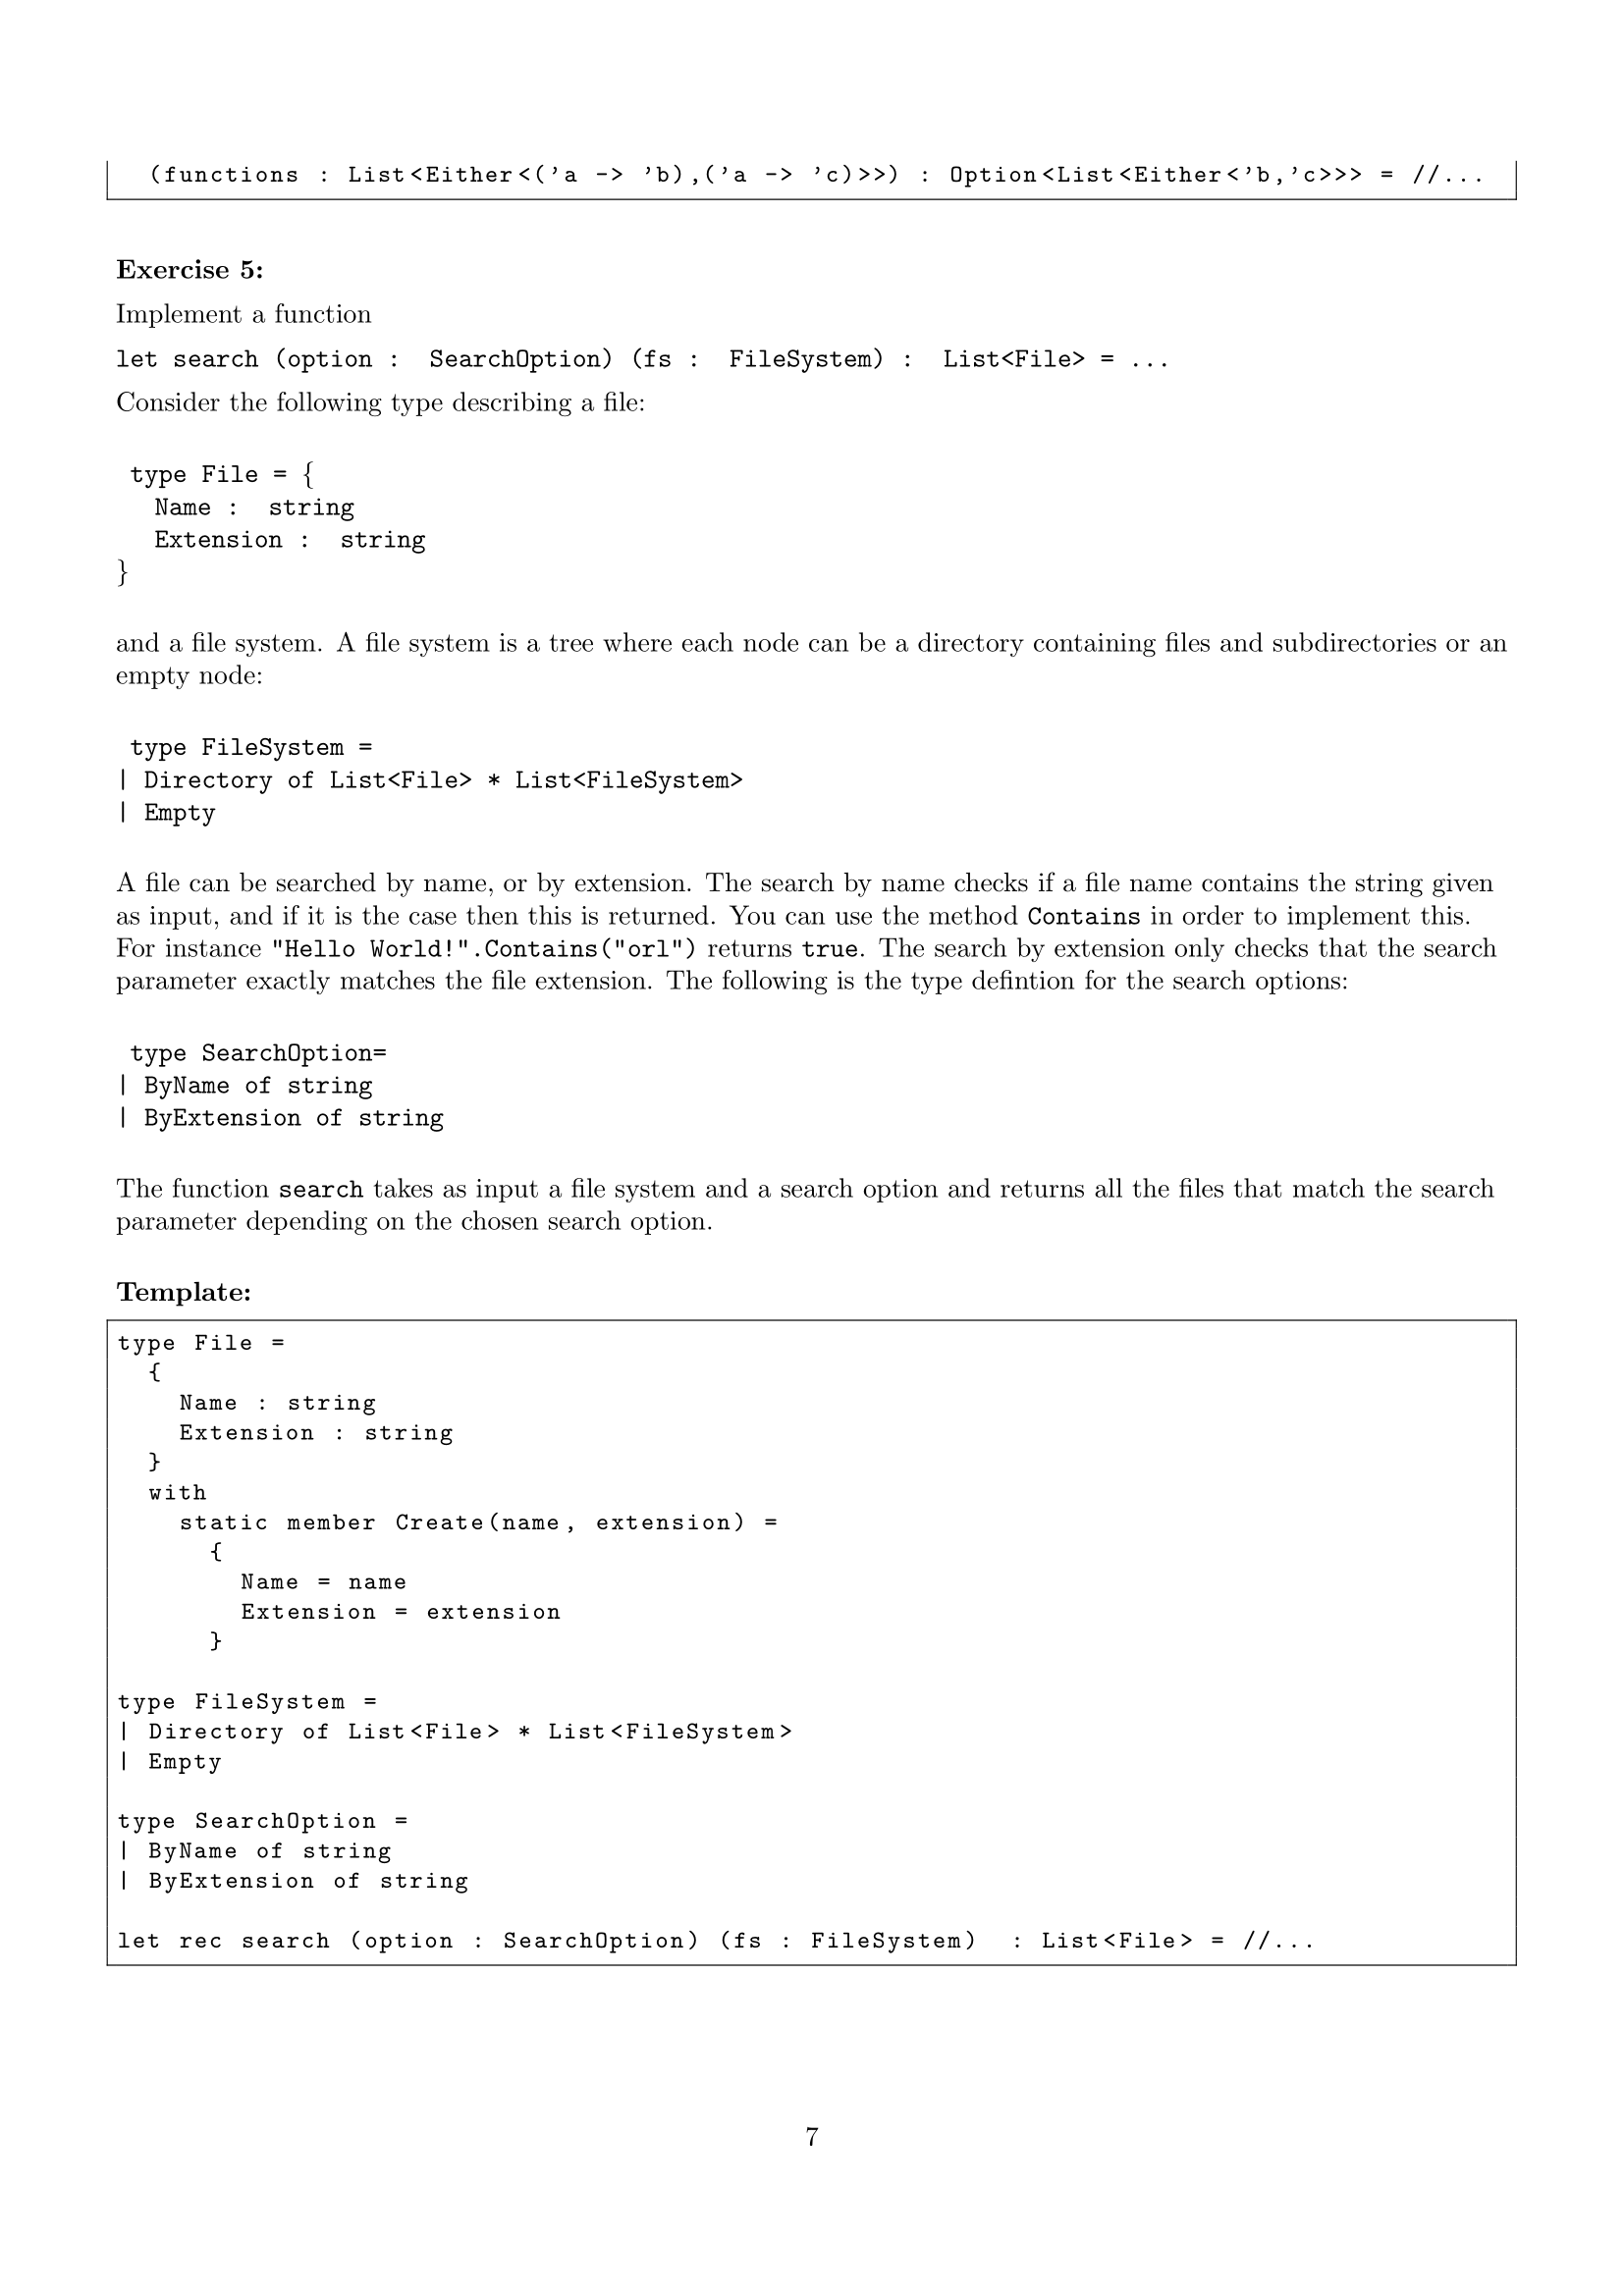 (functions : List<Either<('a -> 'b),('a -> 'c)>>) : Option<List<Either<'b,'c>>> = //...
Exercise 5:
Implement a function
let search (option :  SearchOption) (fs :  FileSystem) :  List<File> = ...
Consider the following type describing a file:
type File = {
Name :  string
Extension :  string
}
and a file system. A file system is a tree where each node can be a directory containing files and subdirectories or an
empty node:
type FileSystem =
| Directory of List<File> * List<FileSystem>
| Empty
A file can be searched by name, or by extension. The search by name checks if a file name contains the string given
as input, and if it is the case then this is returned. You can use the method Contains in order to implement this.
For instance "Hello World!".Contains("orl") returns true. The search by extension only checks that the search
parameter exactly matches the file extension. The following is the type defintion for the search options:
type SearchOption=
| ByName of string
| ByExtension of string
The function search takes as input a file system and a search option and returns all the files that match the search
parameter depending on the chosen search option.
Template:
type File =
  {
    Name : string
    Extension : string
  }
  with
    static member Create(name, extension) =
      {
        Name = name
        Extension = extension
      }
type FileSystem =
| Directory of List<File> * List<FileSystem>
| Empty
type SearchOption =
| ByName of string
| ByExtension of string
let rec search (option : SearchOption) (fs : FileSystem)  : List<File> = //...
7